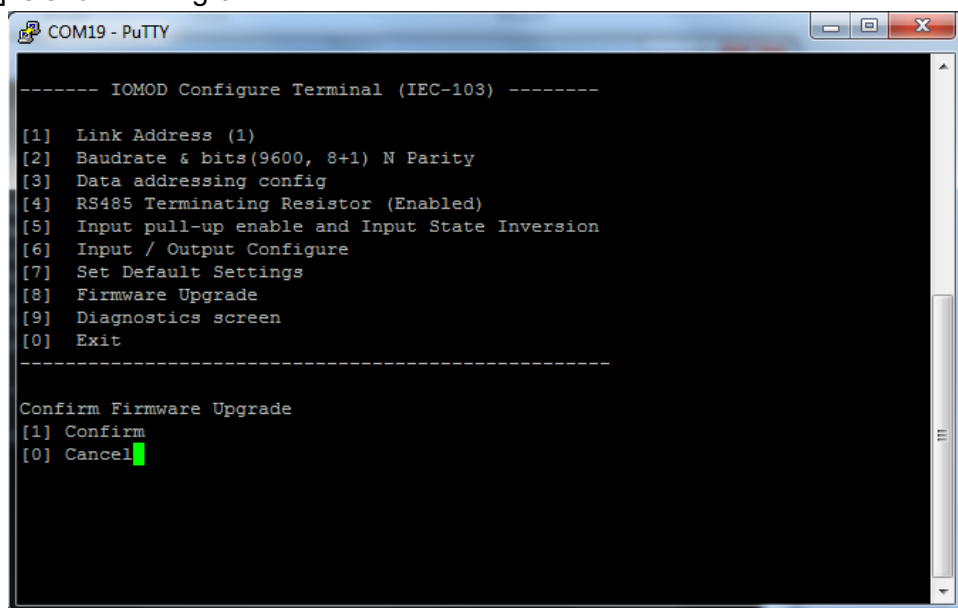 COM19 - PuTTY
------- IOMOD Configure Terminal (IEC-103) --------
[1]  Link Address (1)
[2]  Baudrate & bits(9600, 8+1) N Parity
[3]  Data addressing config
[4]  RS485 Terminating Resistor (Enabled)
[5]  Input pull-up enable and Input State Inversion
[6]  Input / Output Configure
[7]  Set Default Settings
[8]  Firmware Upgrade
[9]  Diagnostics screen
[0]  Exit
----------------------------------------------------
Confirm Firmware Upgrade
[1] Confirm
[0] Cancel